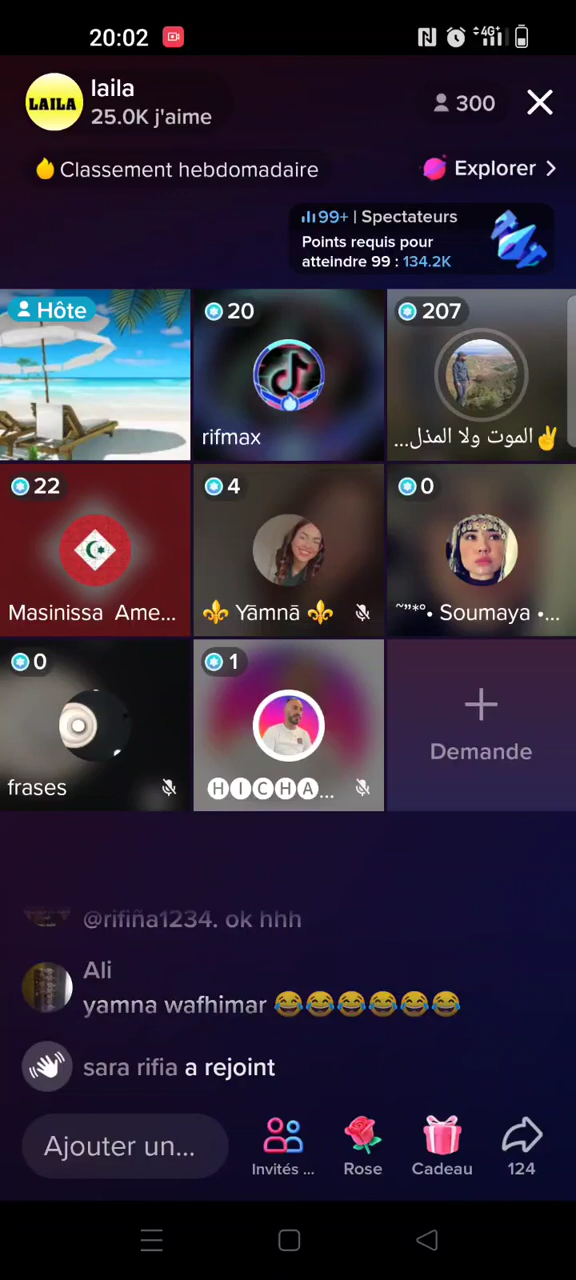 20:02
4G+
LAILA
laila
25.0K j'aime
300
Classement hebdomadaire
Explorer >
99+ | Spectateurs
Points requis pour
atteindre 99 : 134.2K
Hôte
20
207
rifmax
الموت ولا المذل...✌️
22
4
0
Masinissa Ame...
⚜️ Yāmnā ⚜️
~”*°• Soumaya •...
0
1
frases
🅗🅘🅒🅗🅐...
Demande
@rifiña1234. ok hhh
Ali
yamna wafhimar 😂😂😂😂😂😂
sara rifia a rejoint
Ajouter un...
Invités ...
Rose
Cadeau
124